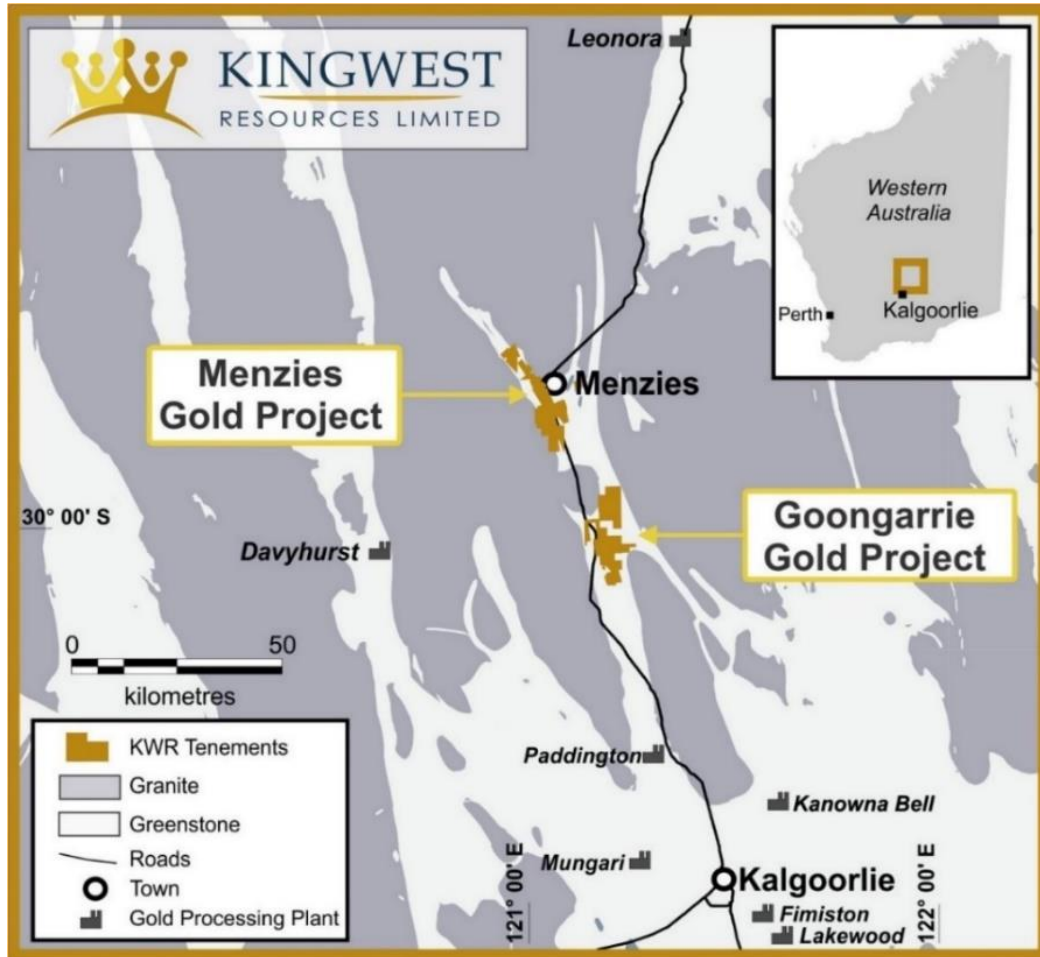 Leonora
KINGWEST
RESOURCES LIMITED
Western
Australia
Perth
Kalgoorlie
Menzies
Gold Project
Menzies
30° 00' S
Davyhurst
Goongarrie
Gold Project
0 50
kilometres
KWR Tenements
Granite
Greenstone
Roads
Town
Gold Processing Plant
Paddington
Kanowna Bell
Mungari
Kalgoorlie
Fimiston
Lakewood
121° 00' E
122° 00' E